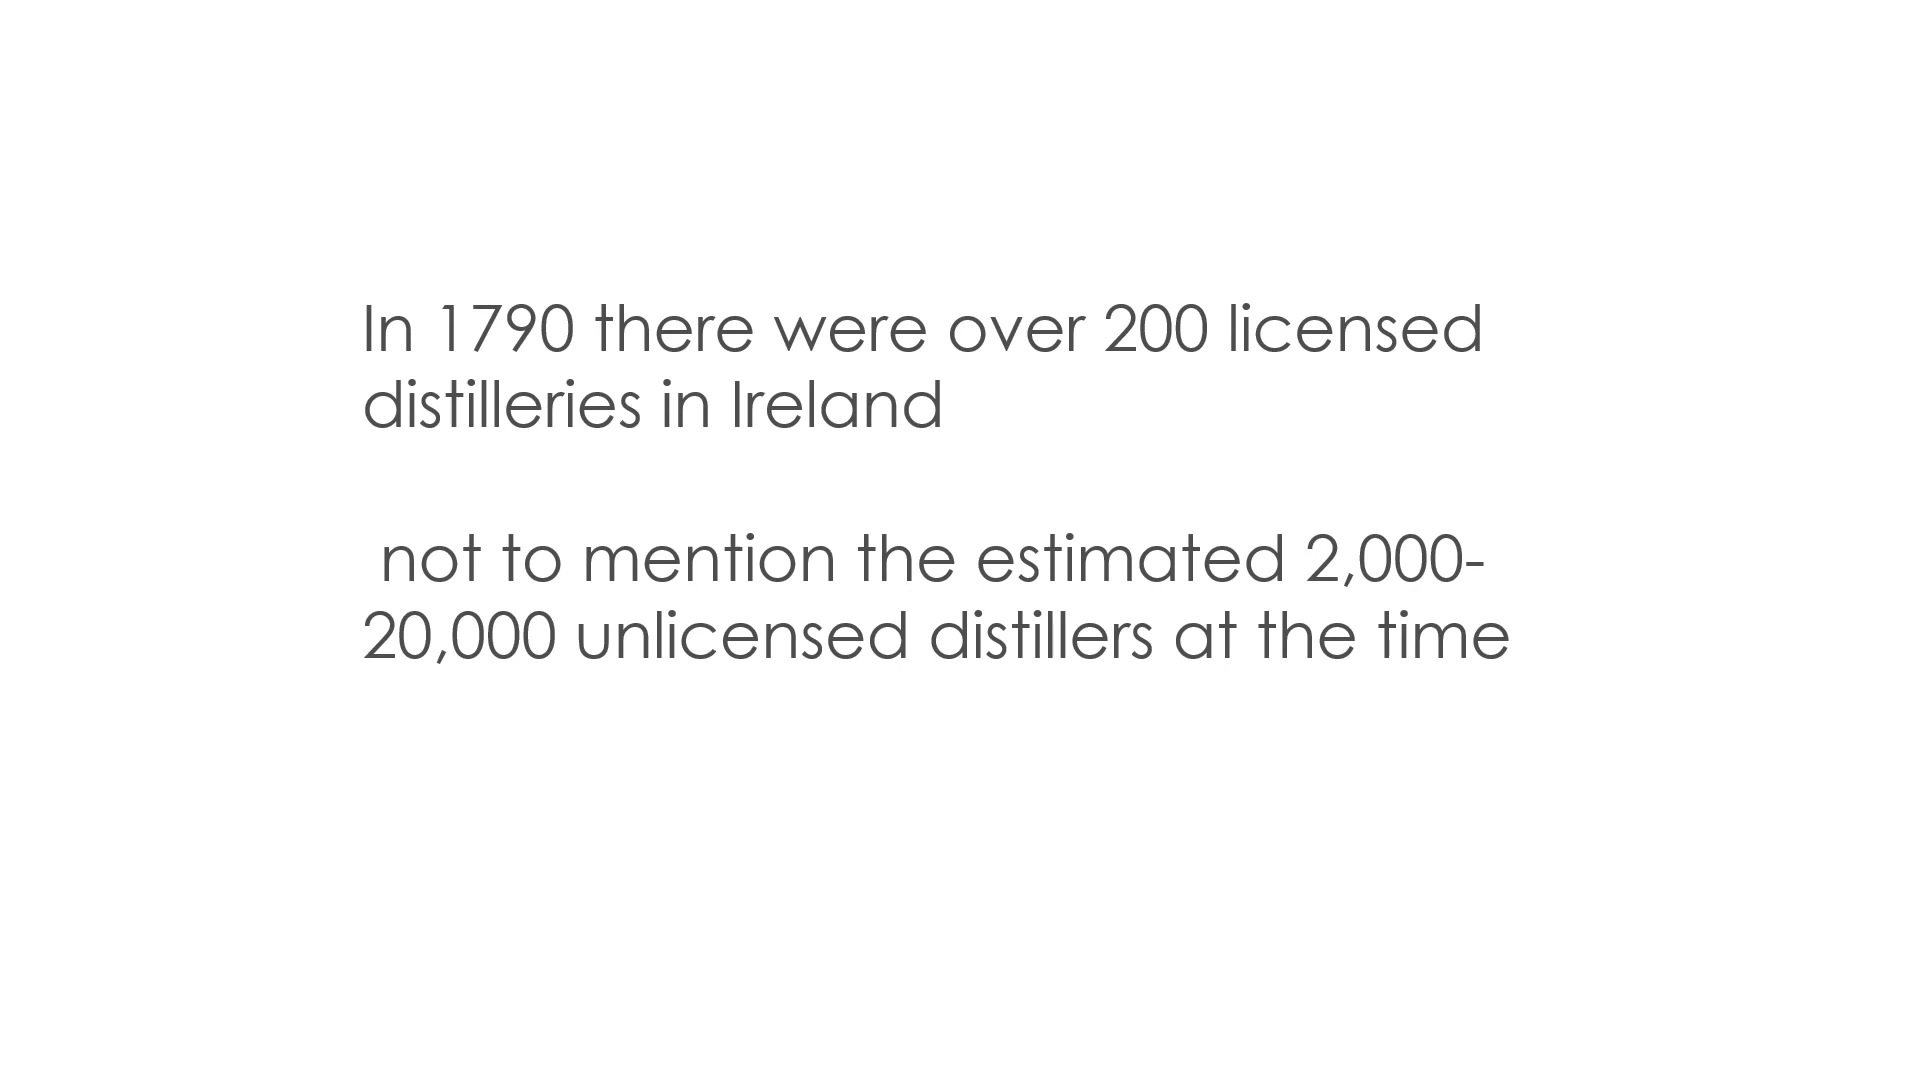 In 1790 there were over 200 licensed
distilleries in Ireland
not to mention the estimated 2,000-
20,000 unlicensed distillers at the time